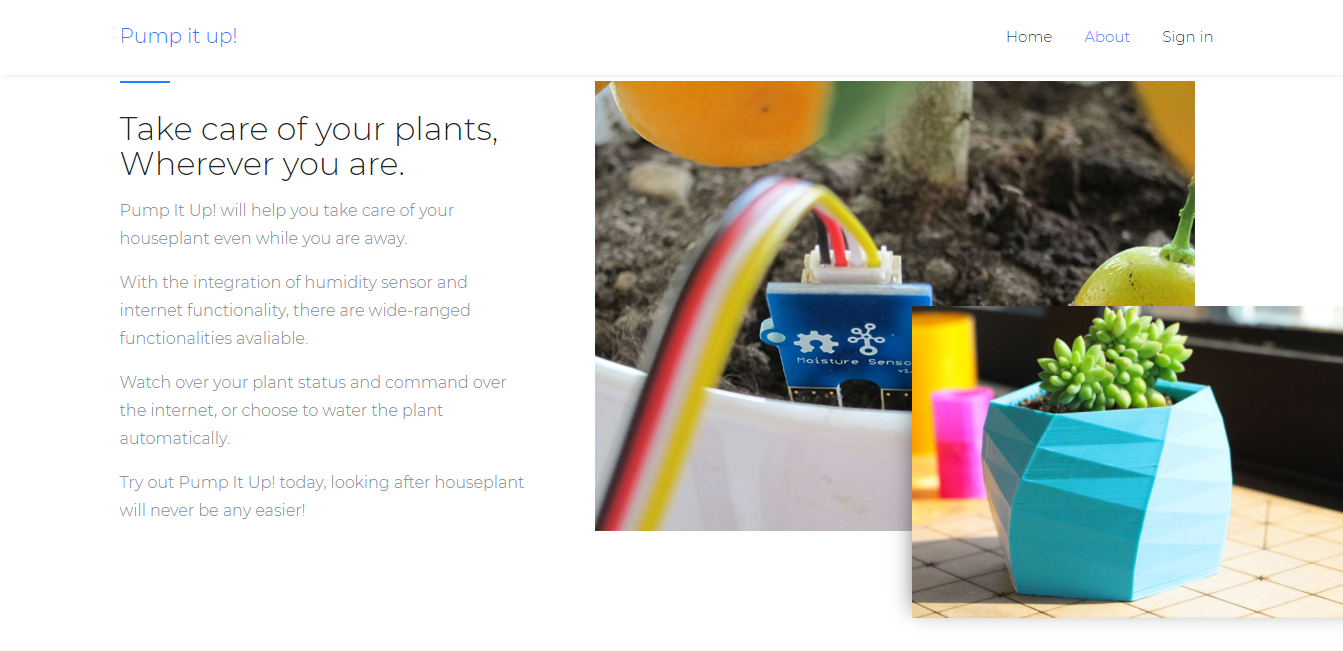 Pump it up!
Home
About
Sign in
Take care of your plants,
Wherever you are.
Pump It Up! will help you take care of your
houseplant even while you are away.
With the integration of humidity sensor and
internet functionality, there are wide-ranged
functionalities avaliable.
Watch over your plant status and command over
the internet, or choose to water the plant
automatically.
Try out Pump It Up! today, looking after houseplant
will never be any easier!
Moisture Senso